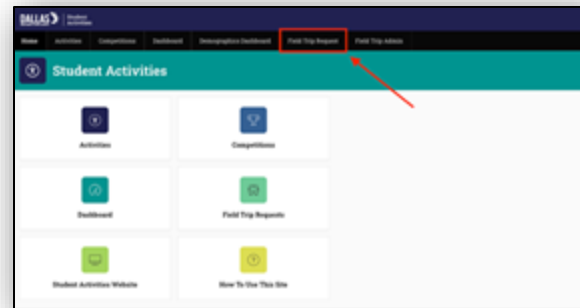 DALLAS Student Activities
Home Activities Competitions Dashboard Demographics Dashboard Field Trip Request Field Trip Admin
Student Activities
Activities Competitions
Dashboard Field Trip Requests
Student Activities Website How To Use This Site